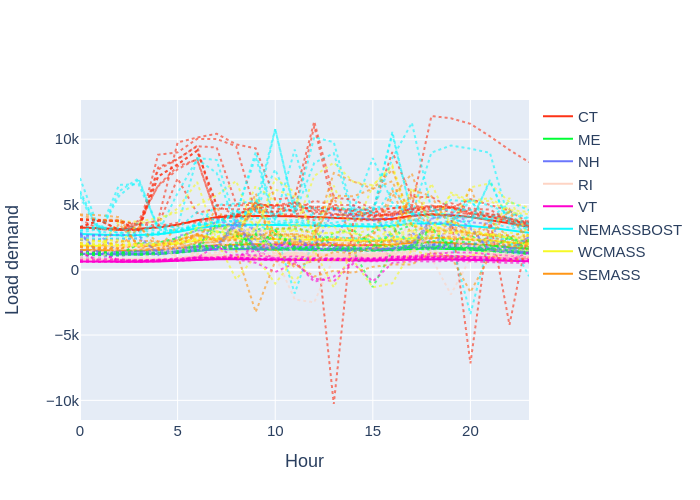 10k
5k
0
−5k
−10k
0
5
10
15
20
Hour
Load demand
CT
ME
NH
RI
VT
NEMASSBOST
WCMASS
SEMASS